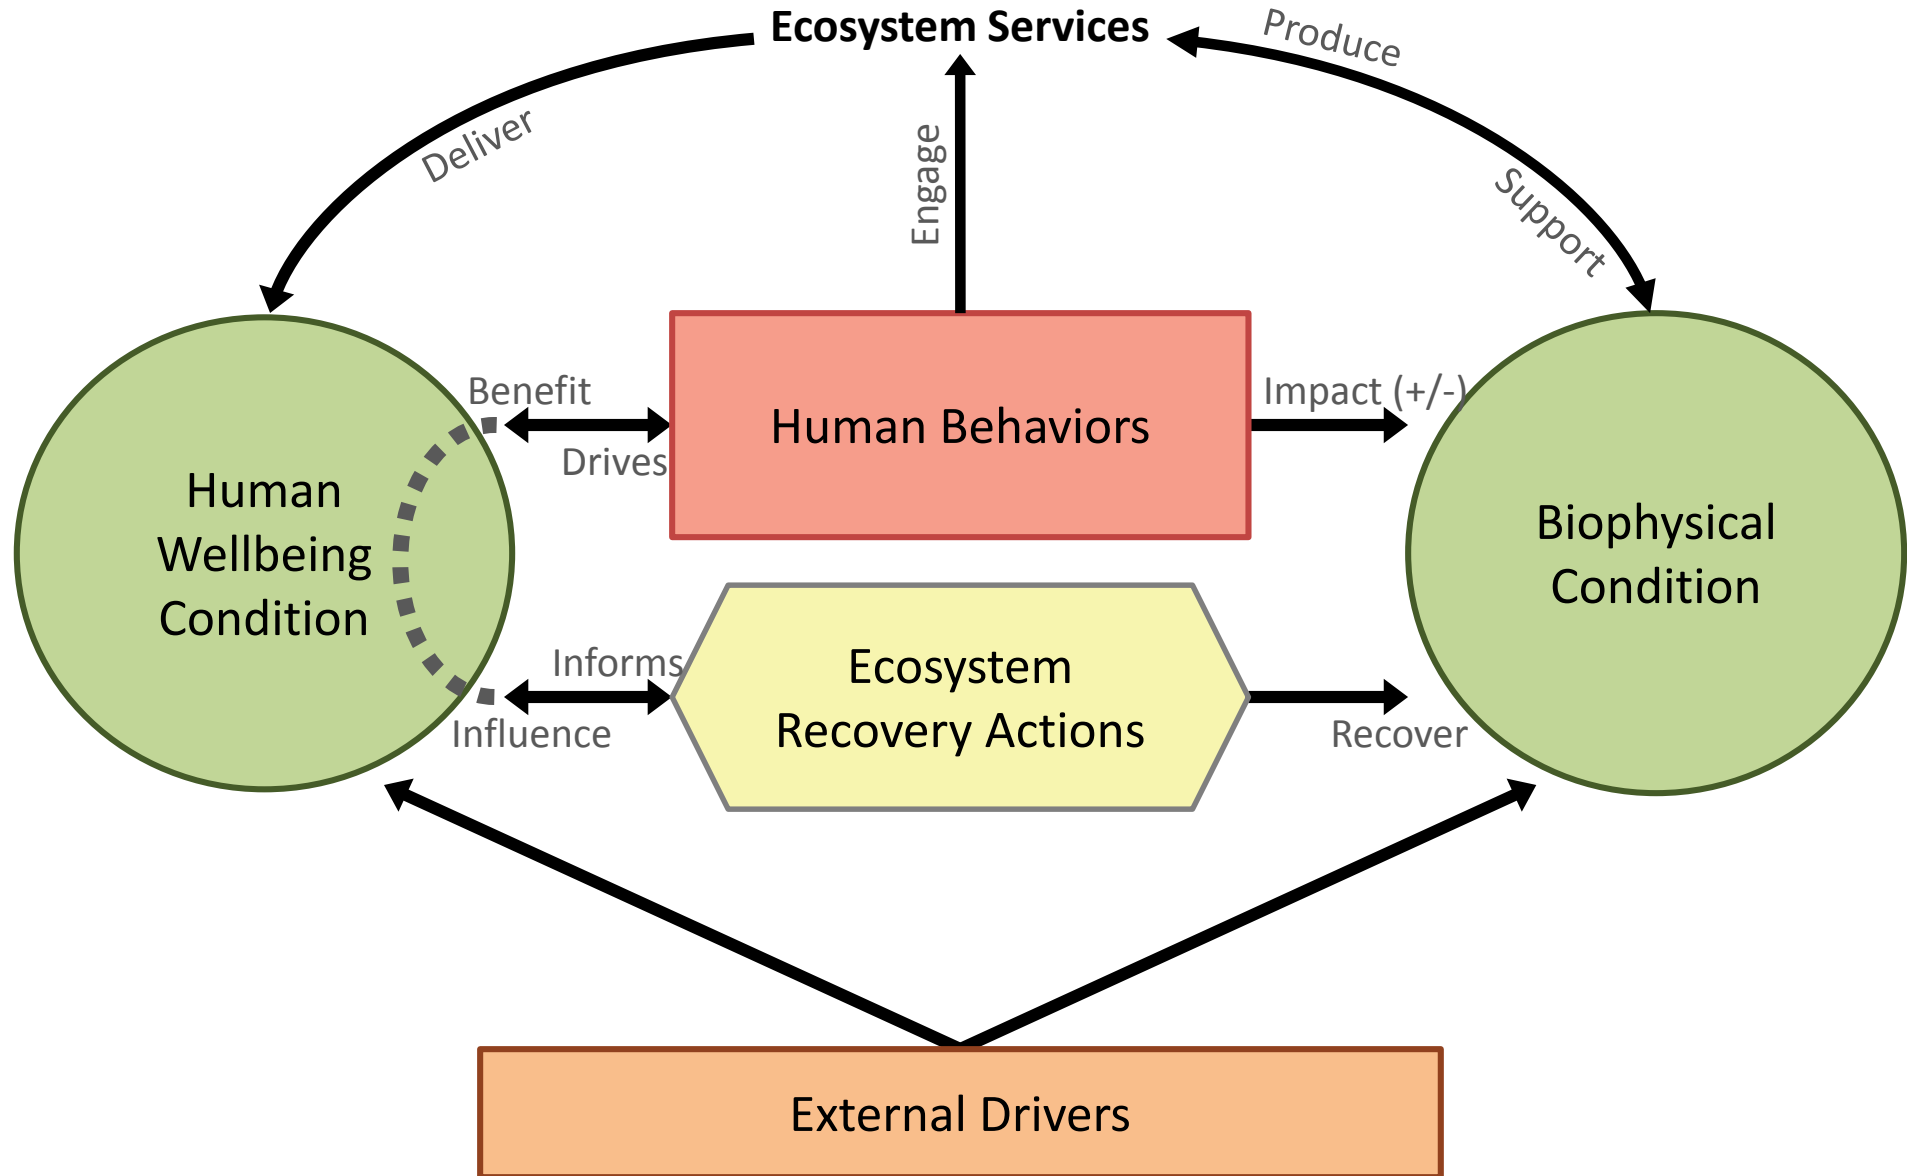 Ecosystem Services
Produce
Deliver
Engage
Support
Benefit
Impact (+/-)
Human Behaviors
Drives
Human
Wellbeing
Condition
Biophysical
Condition
Informs
Ecosystem
Recovery Actions
Influence
Recover
External Drivers